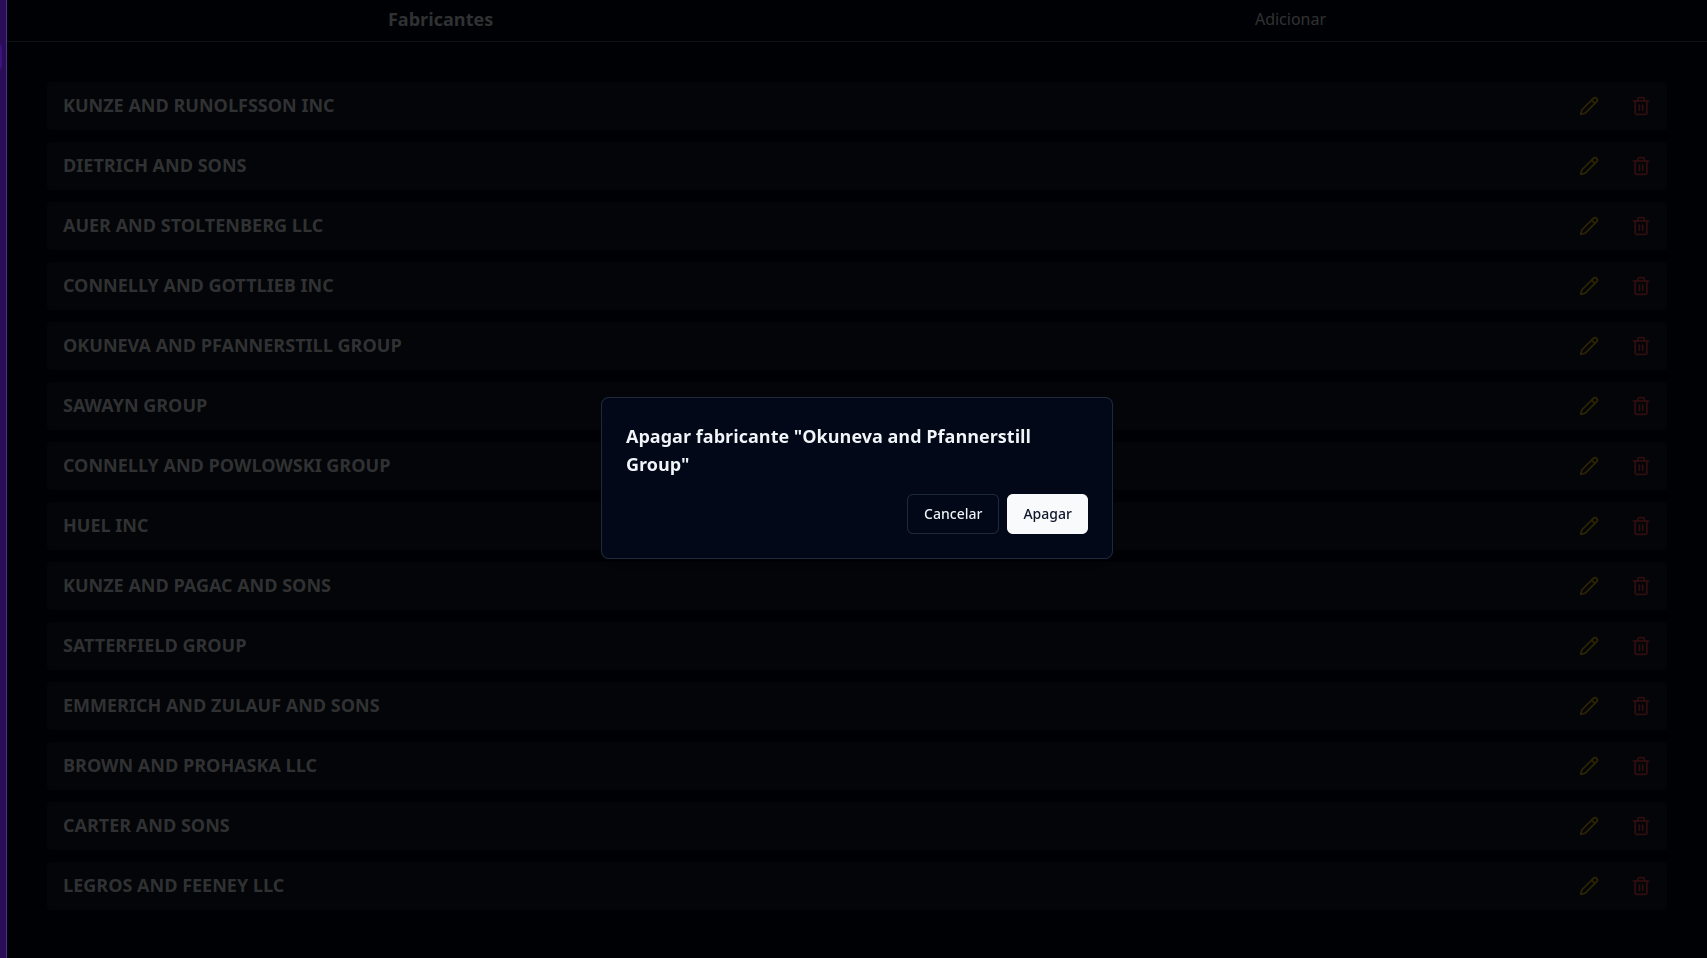 Fabricantes
Adicionar
KUNZE AND RUNOLFSSON INC
DIETRICH AND SONS
AUER AND STOLTENBERG LLC
CONNELLY AND GOTTLIEB INC
OKUNEVA AND PFANNERSTILL GROUP
SAWAYN GROUP
CONNELLY AND POWLOWSKI GROUP
HUEL INC
KUNZE AND PAGAC AND SONS
SATTERFIELD GROUP
EMMERICH AND ZULAUF AND SONS
BROWN AND PROHASKA LLC
CARTER AND SONS
LEGROS AND FEENEY LLC
Apagar fabricante "Okuneva and Pfannerstill
Group"
Cancelar
Apagar